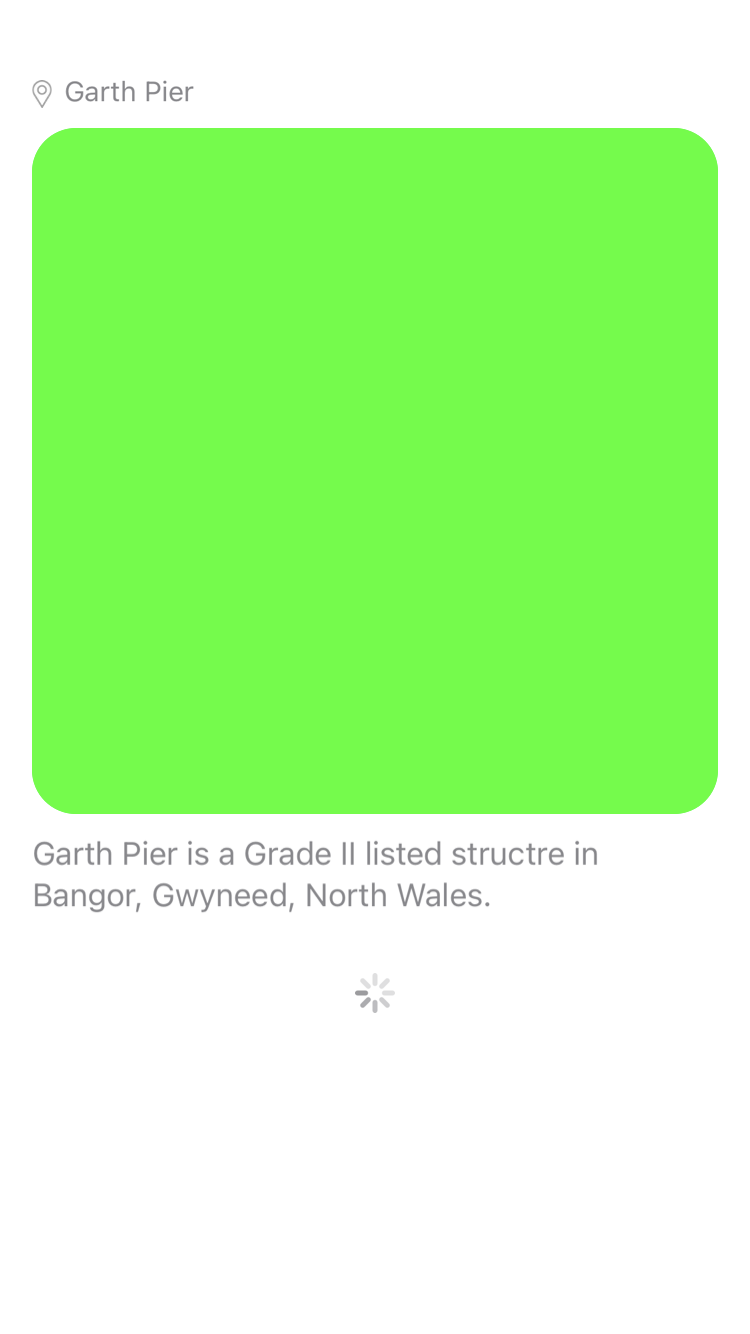 Garth Pier
Garth Pier is a Grade II listed structre in
Bangor, Gwyneed, North Wales.